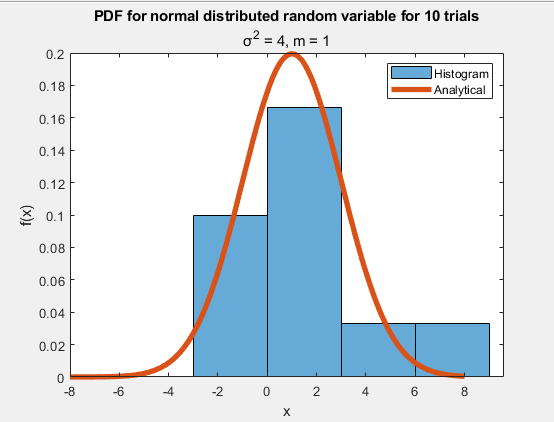 PDF for normal distributed random variable for 10 trials
σ² = 4, m = 1
Histogram
Analytical
f(x)
0.2
0.18
0.16
0.14
0.12
0.1
0.08
0.06
0.04
0.02
0
-8 -6 -4 -2 0 2 4 6 8
x